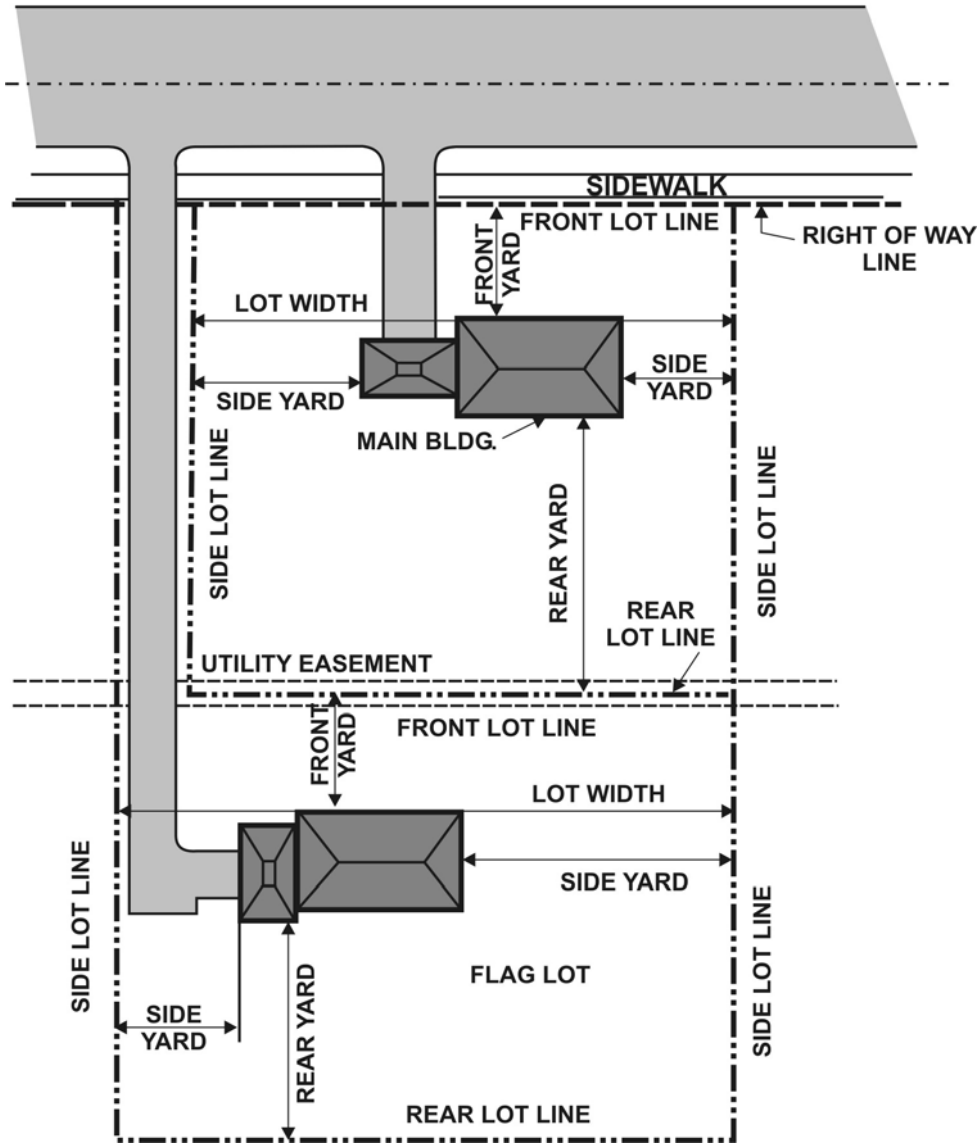 SIDEWALK
FRONT LOT LINE
RIGHT OF WAY
LINE
FRONT
YARD
LOT WIDTH
SIDE YARD
SIDE
YARD
MAIN BLDG.
SIDE LOT LINE
REAR YARD
SIDE LOT LINE
REAR
LOT LINE
UTILITY EASEMENT
FRONT LOT LINE
FRONT
YARD
LOT WIDTH
SIDE YARD
SIDE LOT LINE
SIDE LOT LINE
FLAG LOT
SIDE
YARD
REAR YARD
REAR LOT LINE